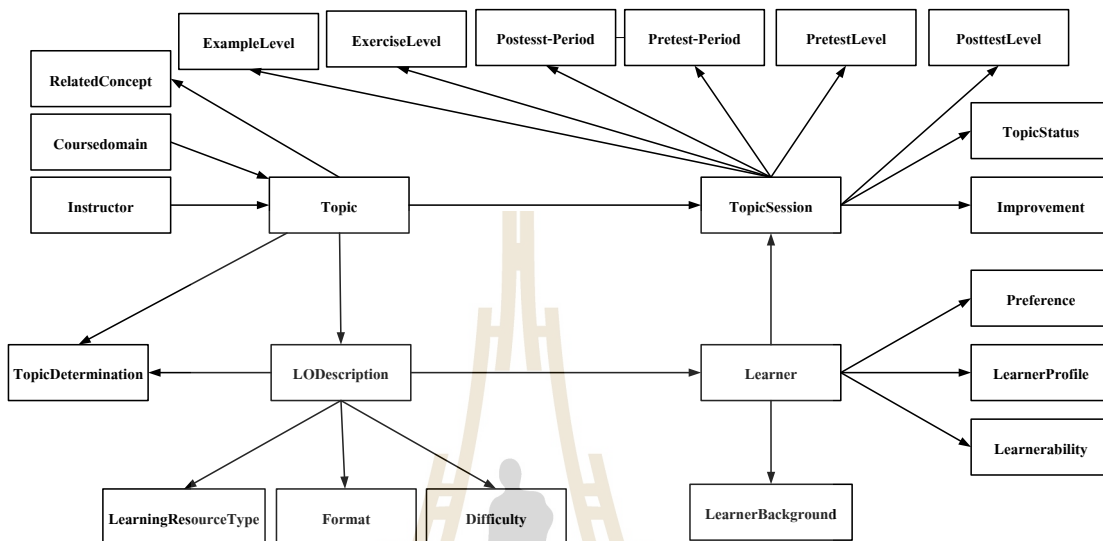 ExampleLevel
ExerciseLevel
Postesst-Period
Pretest-Period
PretestLevel
PosttestLevel
RelatedConcept
Coursedomain
TopicStatus
Instructor
Topic
TopicSession
Improvement
Preference
TopicDetermination
LODescription
Learner
LearnerProfile
Learnerability
LearningResourceType
Format
Difficulty
LearnerBackground